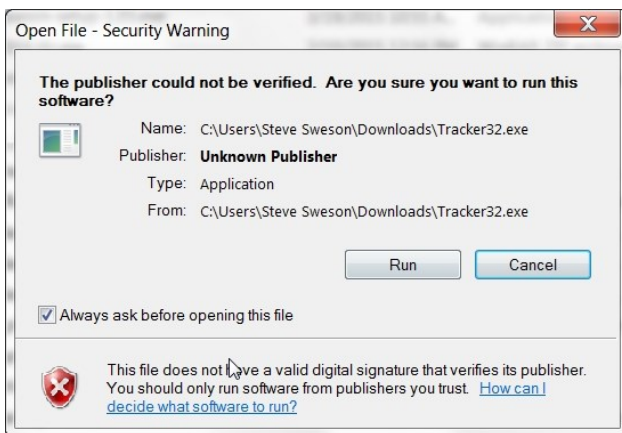 Open File - Security Warning
The publisher could not be verified. Are you sure you want to run this
software?
Name: C:\Users\Steve Sweson\Downloads\Tracker32.exe
Publisher: Unknown Publisher
Type: Application
From: C:\Users\Steve Sweson\Downloads\Tracker32.exe
Run Cancel
Always ask before opening this file
This file does not have a valid digital signature that verifies its publisher.
You should only run software from publishers you trust. How can I
decide what software to run?